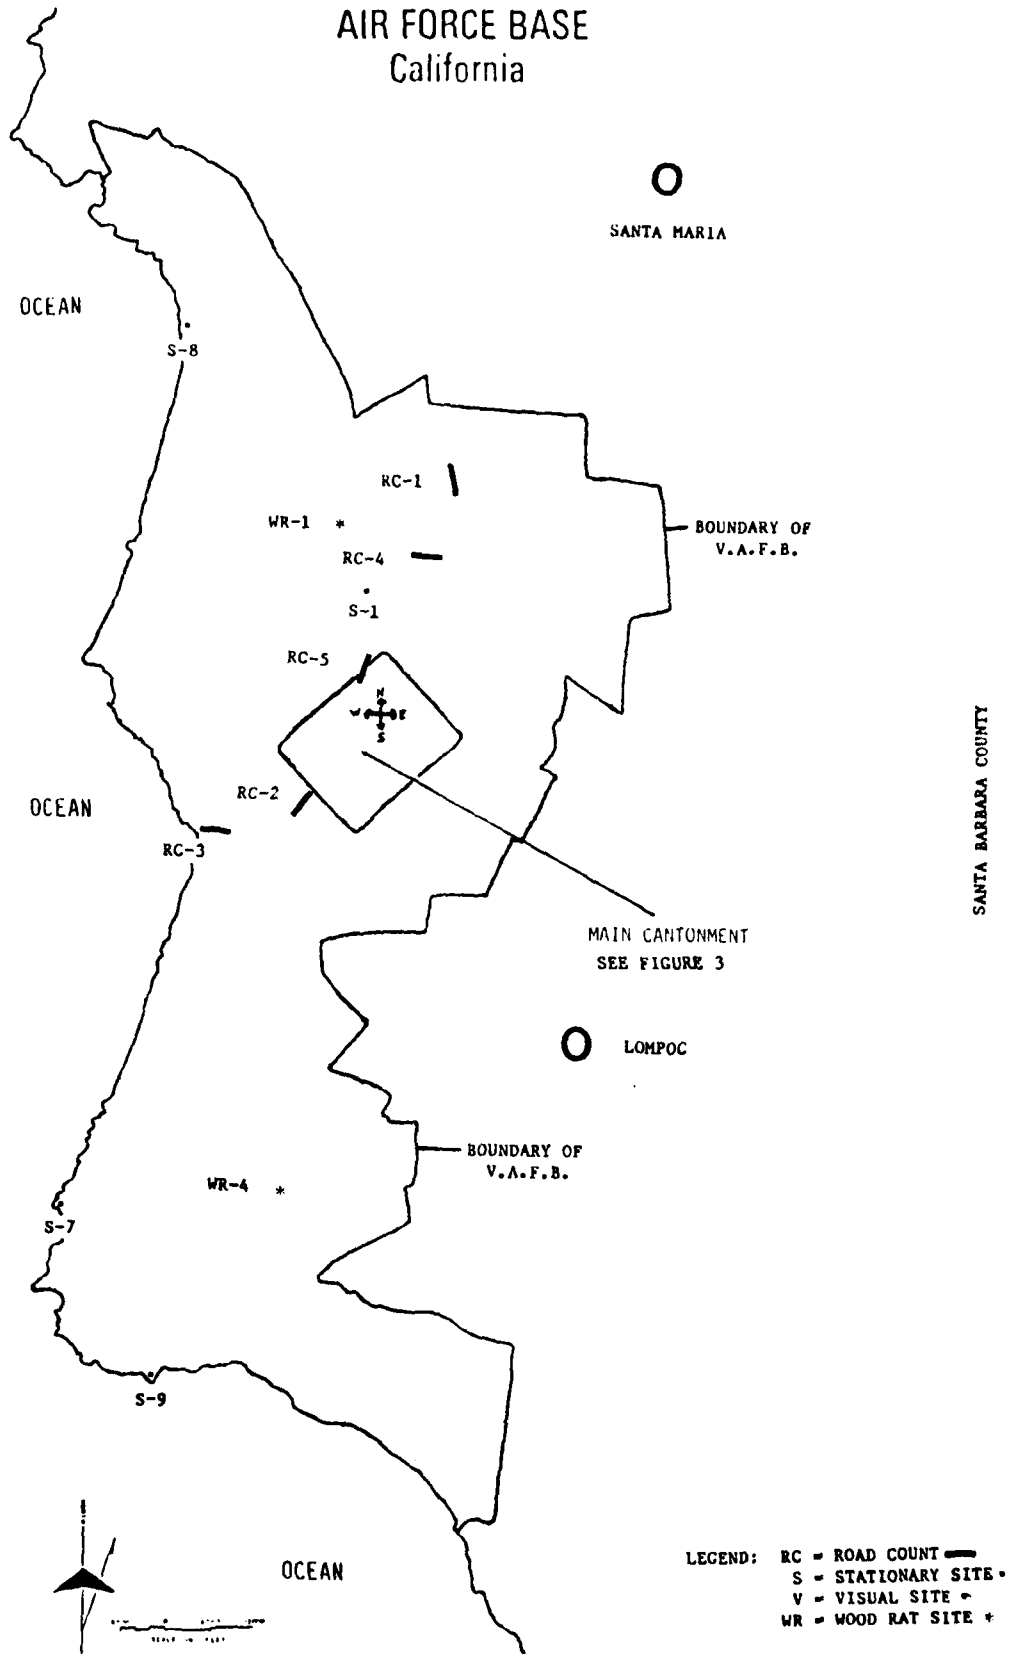 AIR FORCE BASE
California
SANTA MARIA
OCEAN
S-8
RC-1
WR-1 *
BOUNDARY OF
V.A.F.B.
RC-4
S-1
RC-5
N
W E
S
SANTA BARBARA COUNTY
RC-2
OCEAN
RC-3
MAIN CANTONMENT
SEE FIGURE 3
LOMPOC
BOUNDARY OF
V.A.F.B.
WR-4 *
S-7
S-9
OCEAN
LEGEND: RC = ROAD COUNT
S = STATIONARY SITE
V = VISUAL SITE
WR = WOOD RAT SITE *